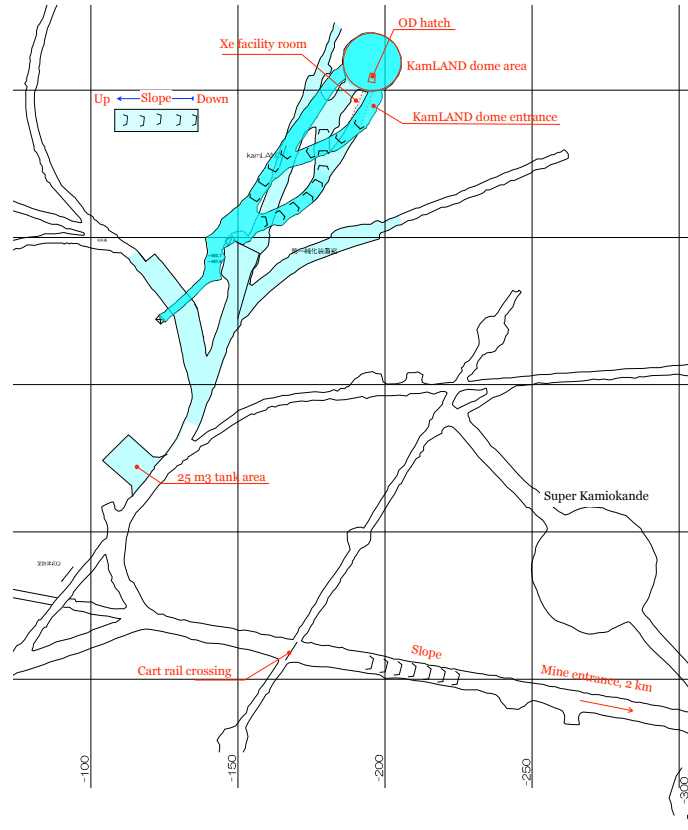 OD hatch
Xe facility room
KamLAND dome area
Up Slope Down
KamLAND dome entrance
kamLAND
25 m3 tank area
Super Kamiokande
Slope
Cart rail crossing
Mine entrance, 2 km
-100
-150
-200
-250
-300